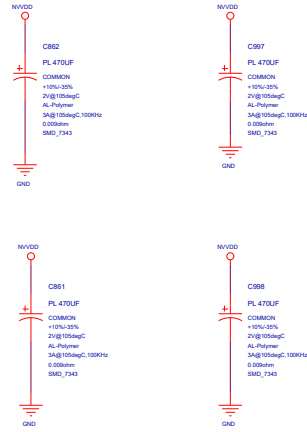 NVVDD
C862
PL 470UF
COMMON
+10%/-35%
2V@105degC
AL-Polymer
3A@105degC,100KHz
0.009ohm
SMD_7343
GND
NVVDD
C997
PL 470UF
COMMON
+10%/-35%
2V@105degC
AL-Polymer
3A@105degC,100KHz
0.009ohm
SMD_7343
GND
NVVDD
C861
PL 470UF
COMMON
+10%/-35%
2V@105degC
AL-Polymer
3A@105degC,100KHz
0.009ohm
SMD_7343
GND
NVVDD
C998
PL 470UF
COMMON
+10%/-35%
2V@105degC
AL-Polymer
3A@105degC,100KHz
0.009ohm
SMD_7343
GND